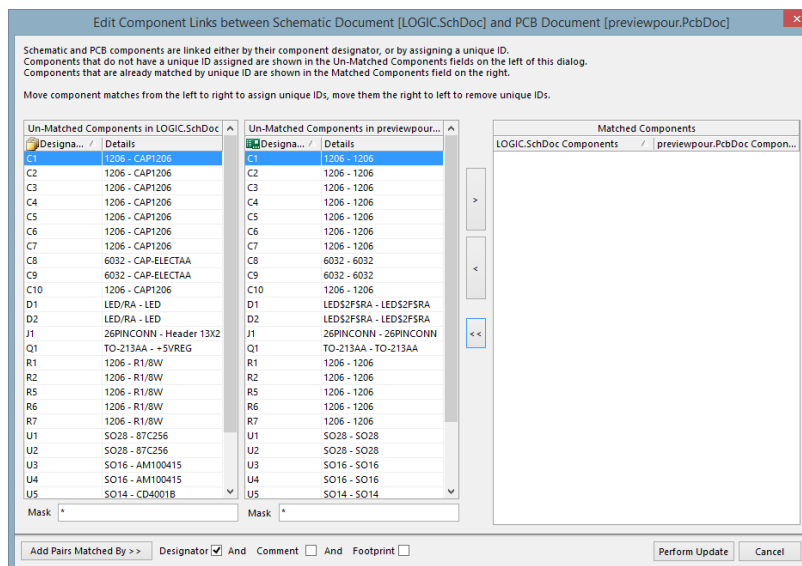 Edit Component Links between Schematic Document [LOGIC.SchDoc] and PCB Document [previewpour.PcbDoc]
Schematic and PCB components are linked either by their component designator, or by assigning a unique ID.
Components that do not have a unique ID assigned are shown in the Un-Matched Components fields on the left of this dialog.
Components that are already matched by unique ID are shown in the Matched Components field on the right.
Move component matches from the left to right to assign unique IDs, move them the right to left to remove unique IDs.
Un-Matched Components in LOGIC.SchDoc
Designa... / Details
C1 1206 - CAP1206
C2 1206 - CAP1206
C3 1206 - CAP1206
C4 1206 - CAP1206
C5 1206 - CAP1206
C6 1206 - CAP1206
C7 1206 - CAP1206
C8 6032 - CAP-ELECTAA
C9 6032 - CAP-ELECTAA
C10 1206 - CAP1206
D1 LED/RA - LED
D2 LED/RA - LED
J1 26PINCONN - Header 13X2
Q1 TO-213AA - +5VREG
R1 1206 - R1/8W
R2 1206 - R1/8W
R5 1206 - R1/8W
R6 1206 - R1/8W
R7 1206 - R1/8W
U1 SO28 - 87C256
U2 SO28 - 87C256
U3 SO16 - AM100415
U4 SO16 - AM100415
U5 SO14 - CD4001B
Mask *
Un-Matched Components in previewpour...
Designa... / Details
C1 1206 - 1206
C2 1206 - 1206
C3 1206 - 1206
C4 1206 - 1206
C5 1206 - 1206
C6 1206 - 1206
C7 1206 - 1206
C8 6032 - 6032
C9 6032 - 6032
C10 1206 - 1206
D1 LED$2F$RA - LED$2F$RA
D2 LED$2F$RA - LED$2F$RA
J1 26PINCONN - 26PINCONN
Q1 TO-213AA - TO-213AA
R1 1206 - 1206
R2 1206 - 1206
R5 1206 - 1206
R6 1206 - 1206
R7 1206 - 1206
U1 SO28 - SO28
U2 SO28 - SO28
U3 SO16 - SO16
U4 SO16 - SO16
U5 SO14 - SO14
Mask *
>
<
<<
Matched Components
LOGIC.SchDoc Components / previewpour.PcbDoc Compon...
Add Pairs Matched By >> Designator And Comment And Footprint
Perform Update Cancel